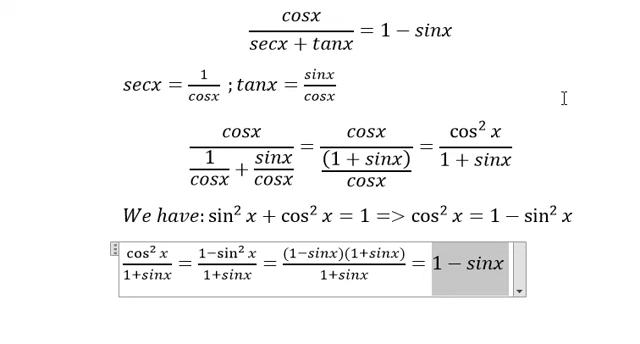 cosx / (secx + tanx) = 1 − sinx
secx = 1/cosx ; tanx = sinx/cosx
cosx / (1/cosx + sinx/cosx) = cosx / ((1 + sinx)/cosx) = cos² x / (1 + sinx)
We have: sin² x + cos² x = 1 => cos² x = 1 − sin² x
cos² x / (1+sinx) = (1−sin² x) / (1+sinx) = (1−sinx)(1+sinx) / (1+sinx) = 1 − sinx